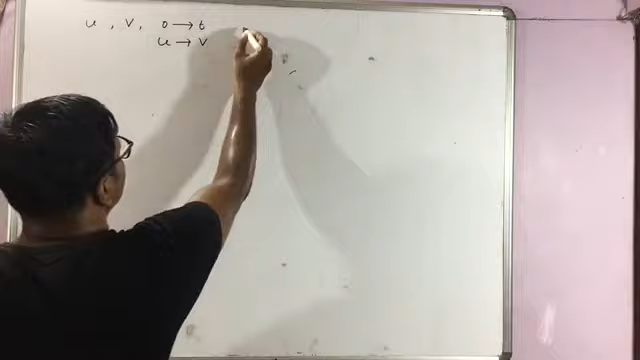 u , v, 0 → t
u → v